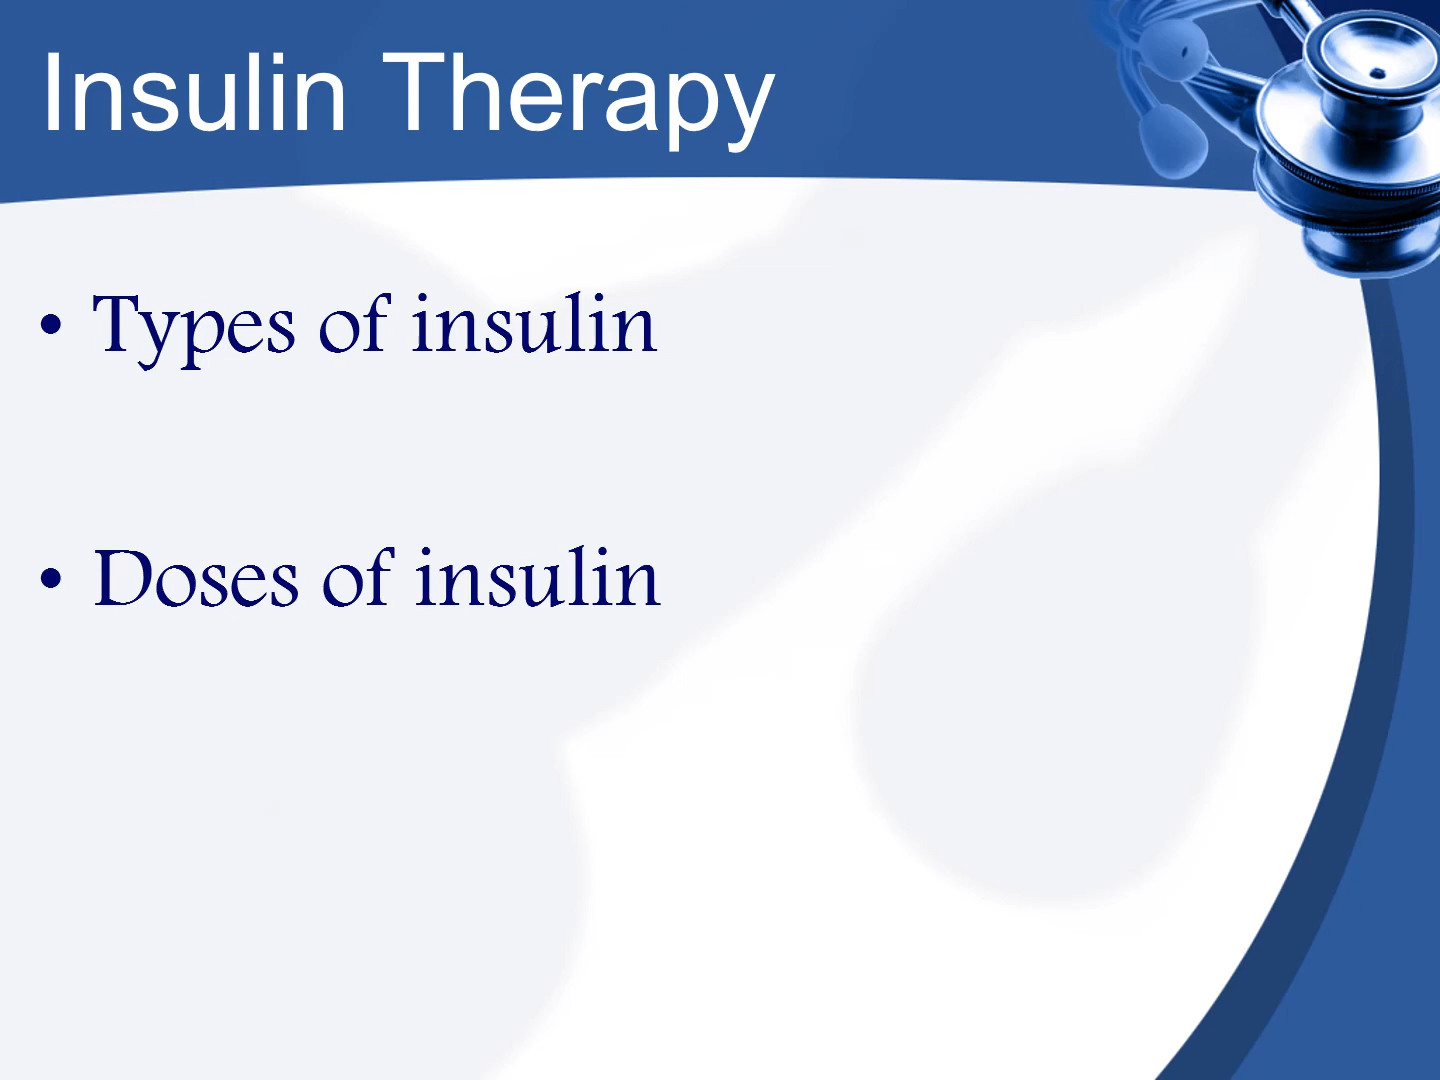 Insulin Therapy
• Types of insulin
• Doses of insulin